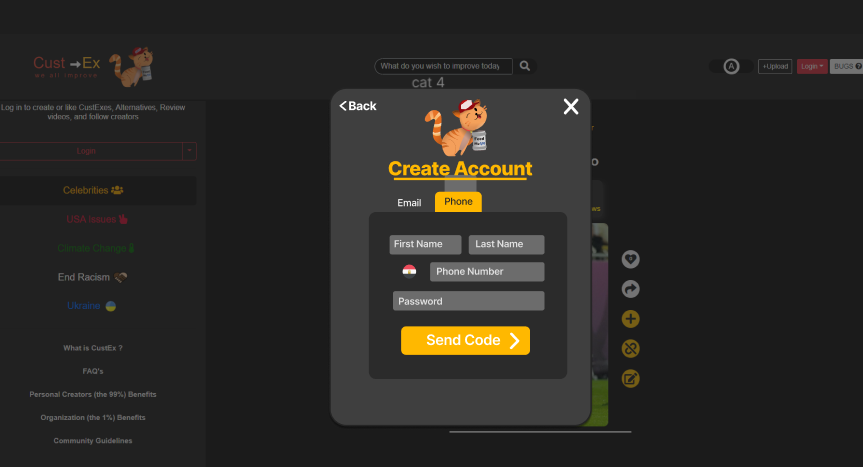 Cust ➞Ex
we all improve
What do you wish to improve today
A
+Upload
Login
BUGS
cat 4
Log in to create or like CustExes, Alternatives, Review
videos, and follow creators
Login
Celebrities
USA Issues
Climate Change
End Racism
Ukraine
What is CustEx ?
FAQ's
Personal Creators (the 99%) Benefits
Organization (the 1%) Benefits
Community Guidelines
Back
Create Account
Email
Phone
First Name
Last Name
Phone Number
Password
Send Code